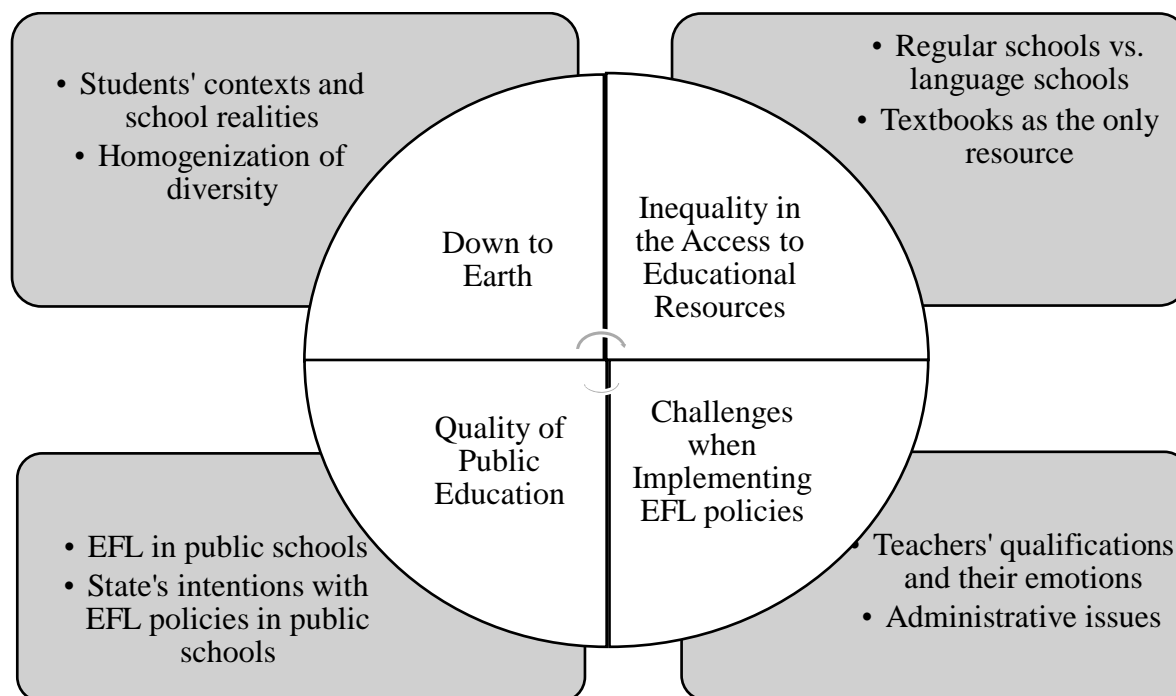 • Students' contexts and
school realities
• Homogenization of
diversity
• Regular schools vs.
language schools
• Textbooks as the only
resource
Down to
Earth
Inequality in
the Access to
Educational
Resources
Quality of
Public
Education
Challenges
when
Implementing
EFL policies
• EFL in public schools
• State's intentions with
EFL policies in public
schools
• Teachers' qualifications
and their emotions
• Administrative issues